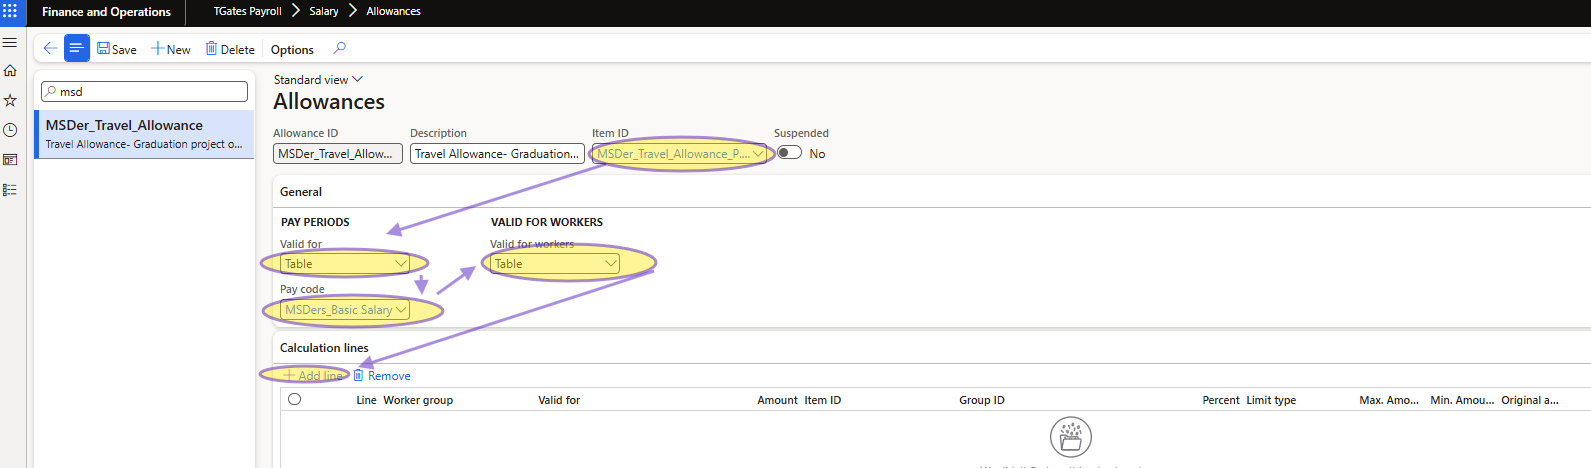 Finance and Operations TGates Payroll Salary Allowances
Save New Delete Options
msd
MSDer_Travel_Allowance
Travel Allowance- Graduation project o...
Standard view
Allowances
Allowance ID Description Item ID Suspended
MSDer_Travel_Allow... Travel Allowance- Graduation... MSDer_Travel_Allowance_P... No
General
PAY PERIODS VALID FOR WORKERS
Valid for Valid for workers
Table Table
Pay code
MSDers_Basic Salary
Calculation lines
Add line Remove
Line Worker group Valid for Amount Item ID Group ID Percent Limit type Max. Amo... Min. Amou... Original a...